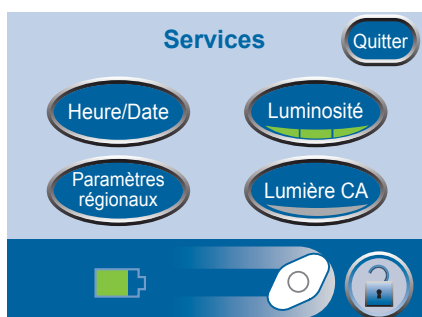 Services
Quitter
Heure/Date
Luminosité
Paramètres
régionaux
Lumière CA